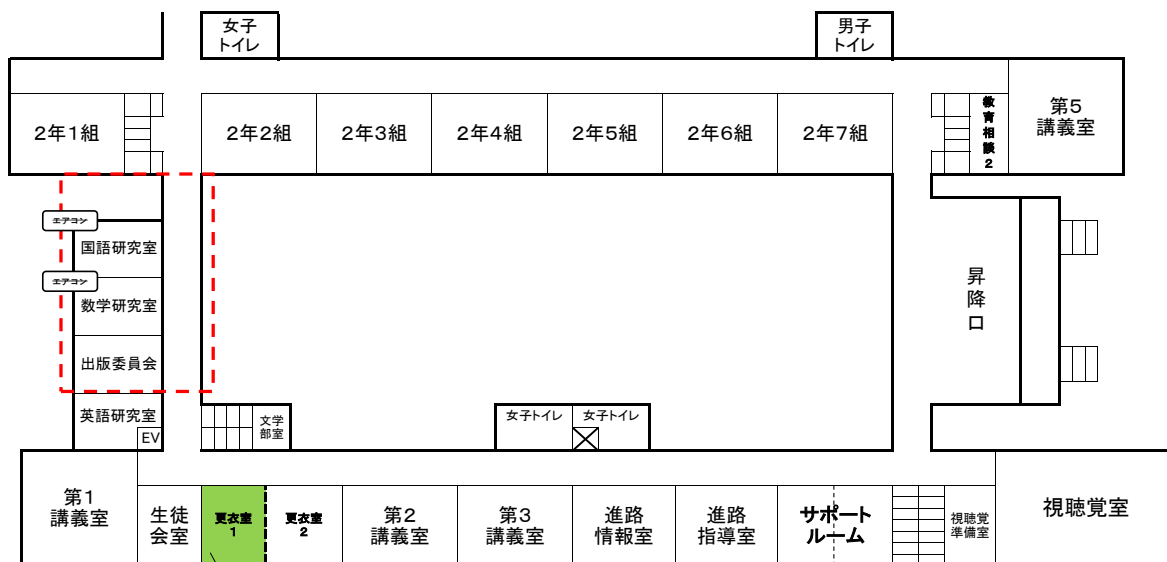 女子
トイレ
男子
トイレ
2年1組
2年2組
2年3組
2年4組
2年5組
2年6組
2年7組
教育相談2
第5
講義室
エアコン
国語研究室
エアコン
数学研究室
出版委員会
英語研究室
EV
文学
部室
女子トイレ
女子トイレ
昇降口
第1
講義室
生徒
会室
更衣室
1
更衣室
2
第2
講義室
第3
講義室
進路
情報室
進路
指導室
サポート
ルーム
視聴覚
準備室
視聴覚室